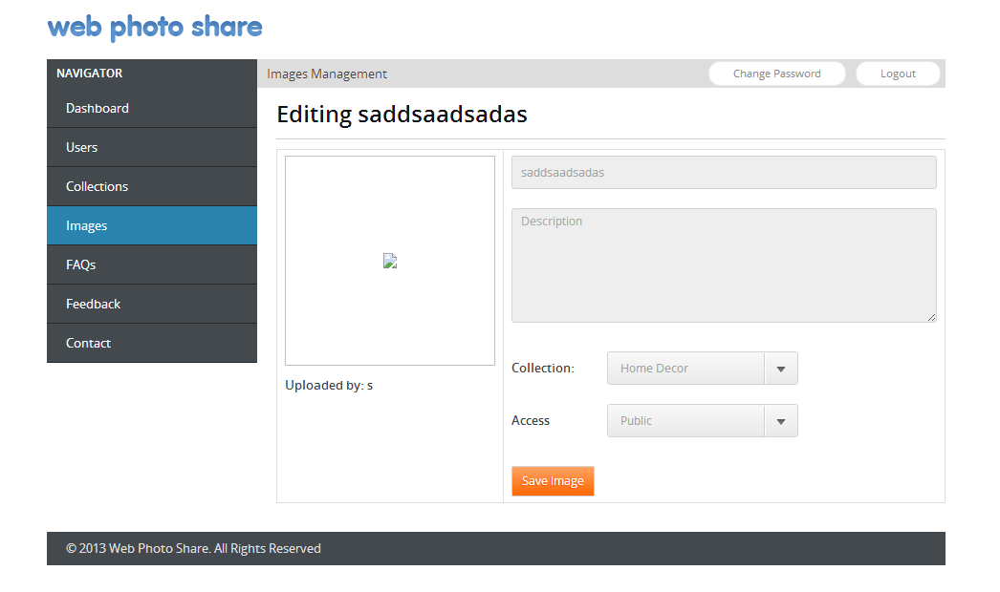 web photo share
NAVIGATOR
Dashboard
Users
Collections
Images
FAQs
Feedback
Contact
Images Management
Change Password
Logout
Editing saddsaadsadas
Uploaded by: s
saddsaadsadas
Description
Collection: Home Decor
Access Public
Save Image
© 2013 Web Photo Share. All Rights Reserved